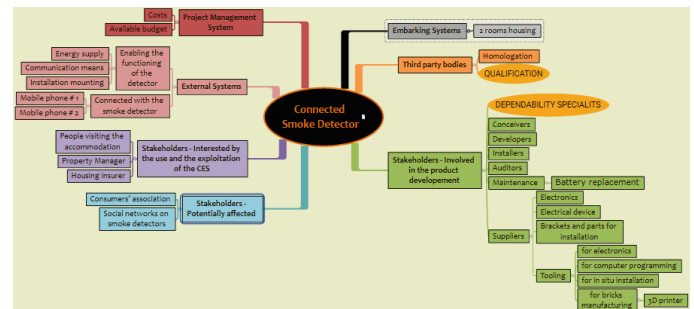 Costs
Available budget
Project Management
System
Energy supply
Communication means
Installation mounting
Enabling the
functioning
of the
detector
Mobile phone # 1
Mobile phone # 2
Connected with the
smoke detector
External Systems
People visiting the
accommodation
Property Manager
Housing insurer
Stakeholders - Interested by
the use and the exploitation
of the CES
Consumers' association
Social networks on
smoke detectors
Stakeholders -
Potentially affected
Connected
Smoke Detector
Embarking Systems
2 rooms housing
Third party bodies
Homologation
QUALIFICATION
Stakeholders - Involved
in the product
developement
DEPENDABILITY SPECIALITS
Conceivers
Developers
Installers
Auditors
Maintenance
Battery replacement
Suppliers
Electronics
Electrical device
Brackets and parts for
installation
Tooling
for electronics
for computer programming
for in situ installation
for bricks
manufacturing
3D printer